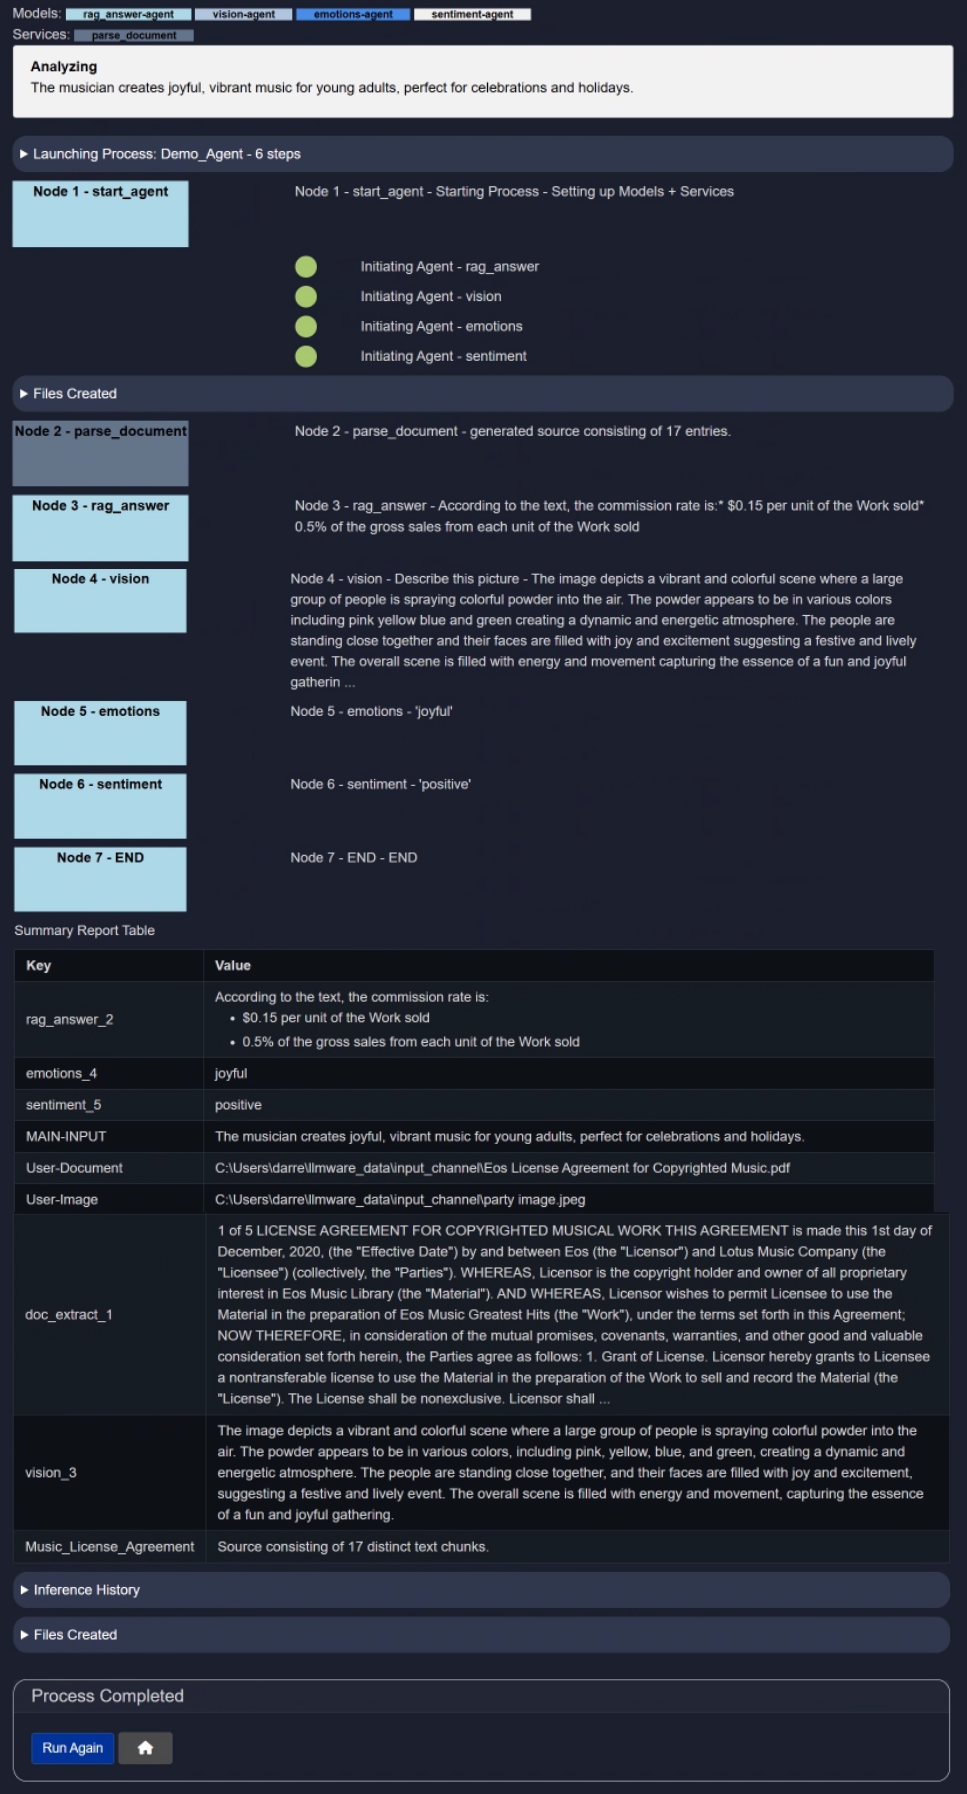 Models: rag_answer-agent vision-agent emotions-agent sentiment-agent
Services: parse_document
Analyzing
The musician creates joyful, vibrant music for young adults, perfect for celebrations and holidays.
Launching Process: Demo_Agent - 6 steps
Node 1 - start_agent
Node 1 - start_agent - Starting Process - Setting up Models + Services
Initiating Agent - rag_answer
Initiating Agent - vision
Initiating Agent - emotions
Initiating Agent - sentiment
Files Created
Node 2 - parse_document
Node 2 - parse_document - generated source consisting of 17 entries.
Node 3 - rag_answer
Node 3 - rag_answer - According to the text, the commission rate is:* $0.15 per unit of the Work sold*
0.5% of the gross sales from each unit of the Work sold
Node 4 - vision
Node 4 - vision - Describe this picture - The image depicts a vibrant and colorful scene where a large
group of people is spraying colorful powder into the air. The powder appears to be in various colors
including pink yellow blue and green creating a dynamic and energetic atmosphere. The people are
standing close together and their faces are filled with joy and excitement suggesting a festive and lively
event. The overall scene is filled with energy and movement capturing the essence of a fun and joyful
gatherin ...
Node 5 - emotions
Node 5 - emotions - 'joyful'
Node 6 - sentiment
Node 6 - sentiment - 'positive'
Node 7 - END
Node 7 - END - END
Summary Report Table
Key Value
rag_answer_2
According to the text, the commission rate is:
• $0.15 per unit of the Work sold
• 0.5% of the gross sales from each unit of the Work sold
emotions_4 joyful
sentiment_5 positive
MAIN-INPUT The musician creates joyful, vibrant music for young adults, perfect for celebrations and holidays.
User-Document C:\Users\darre\llmware_data\input_channel\Eos License Agreement for Copyrighted Music.pdf
User-Image C:\Users\darre\llmware_data\input_channel\party image.jpeg
doc_extract_1
1 of 5 LICENSE AGREEMENT FOR COPYRIGHTED MUSICAL WORK THIS AGREEMENT is made this 1st day of
December, 2020, (the "Effective Date") by and between Eos (the "Licensor") and Lotus Music Company (the
"Licensee") (collectively, the "Parties"). WHEREAS, Licensor is the copyright holder and owner of all proprietary
interest in Eos Music Library (the "Material"). AND WHEREAS, Licensor wishes to permit Licensee to use the
Material in the preparation of Eos Music Greatest Hits (the "Work"), under the terms set forth in this Agreement;
NOW THEREFORE, in consideration of the mutual promises, covenants, warranties, and other good and valuable
consideration set forth herein, the Parties agree as follows: 1. Grant of License. Licensor hereby grants to Licensee
a nontransferable license to use the Material in the preparation of the Work to sell and record the Material (the
"License"). The License shall be nonexclusive. Licensor shall ...
vision_3
The image depicts a vibrant and colorful scene where a large group of people is spraying colorful powder into the
air. The powder appears to be in various colors, including pink, yellow, blue, and green, creating a dynamic and
energetic atmosphere. The people are standing close together, and their faces are filled with joy and excitement,
suggesting a festive and lively event. The overall scene is filled with energy and movement, capturing the essence
of a fun and joyful gathering.
Music_License_Agreement Source consisting of 17 distinct text chunks.
Inference History
Files Created
Process Completed
Run Again